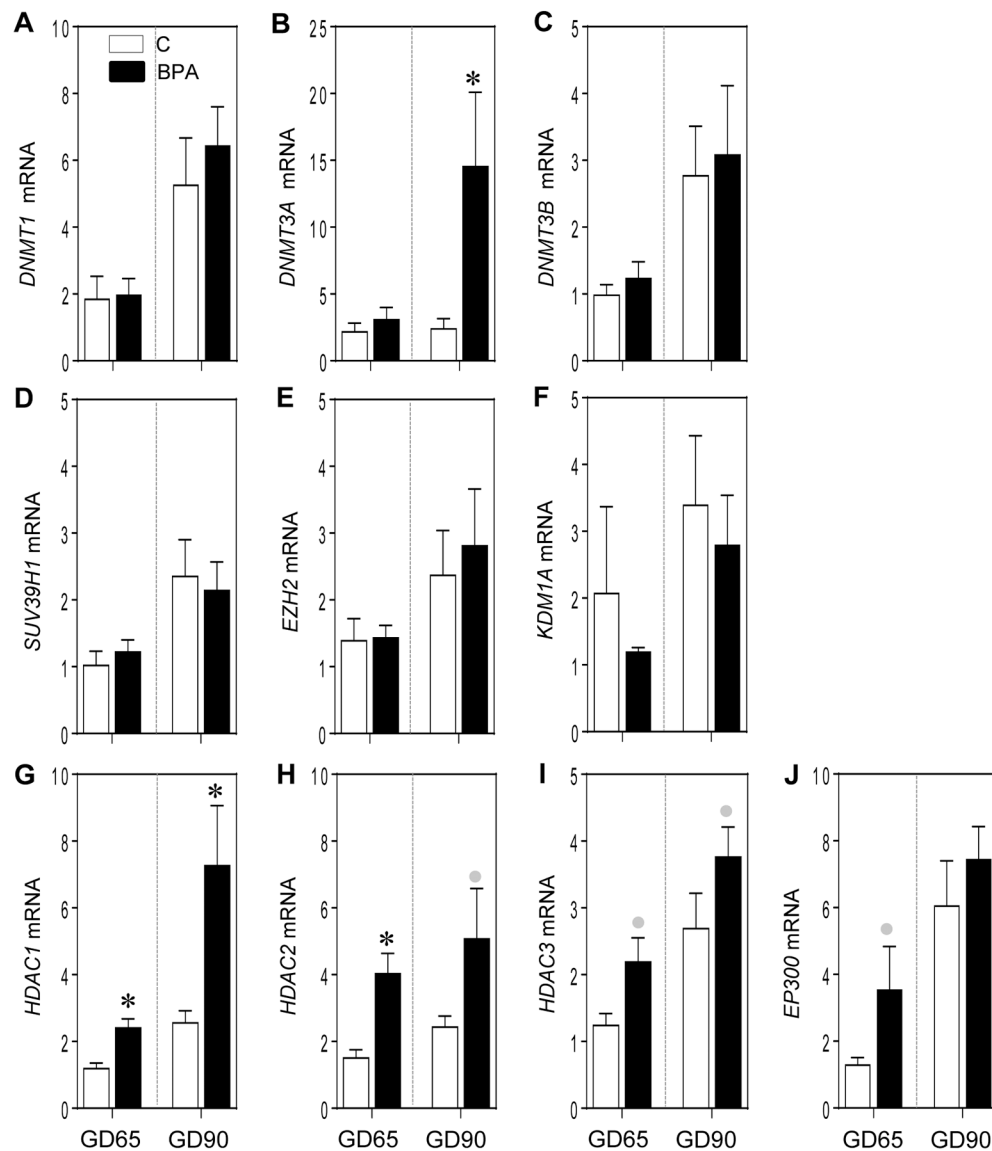 A
B
C
C
BPA
DNMT1 mRNA
10
8
6
4
2
0
DNMT3A mRNA
25
20
15
10
5
0
*
DNMT3B mRNA
5
4
3
2
1
0
D
E
F
SUV39H1 mRNA
5
4
3
2
1
0
EZH2 mRNA
5
4
3
2
1
0
KDM1A mRNA
5
4
3
2
1
0
G
H
I
J
HDAC1 mRNA
10
8
6
4
2
0
*
*
HDAC2 mRNA
10
8
6
4
2
0
*
HDAC3 mRNA
5
4
3
2
1
0
EP300 mRNA
10
8
6
4
2
0
GD65 GD90
GD65 GD90
GD65 GD90
GD65 GD90